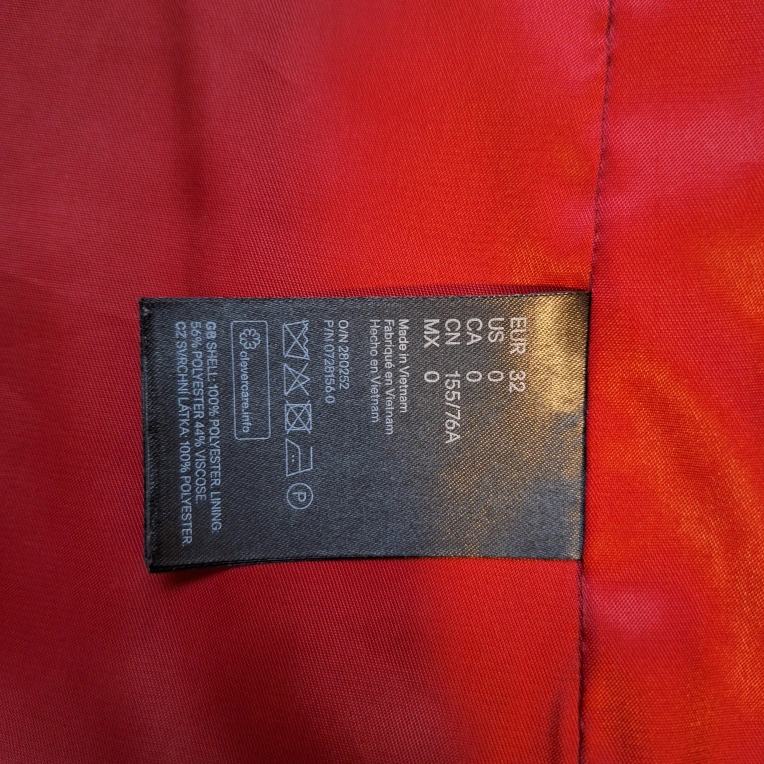 EUR 32
US 0
CA 0
CN 155/76A
MX 0
Made in Vietnam
Fabriqué en Vietnam
Hecho en Vietnam
O/N 280252
P/N 0728156 0
P
clevercare.info
GB SHELL: 100% POLYESTER. LINING:
56% POLYESTER 44% VISCOSE.
CZ SVRCHNÍ LÁTKA: 100% POLYESTER.